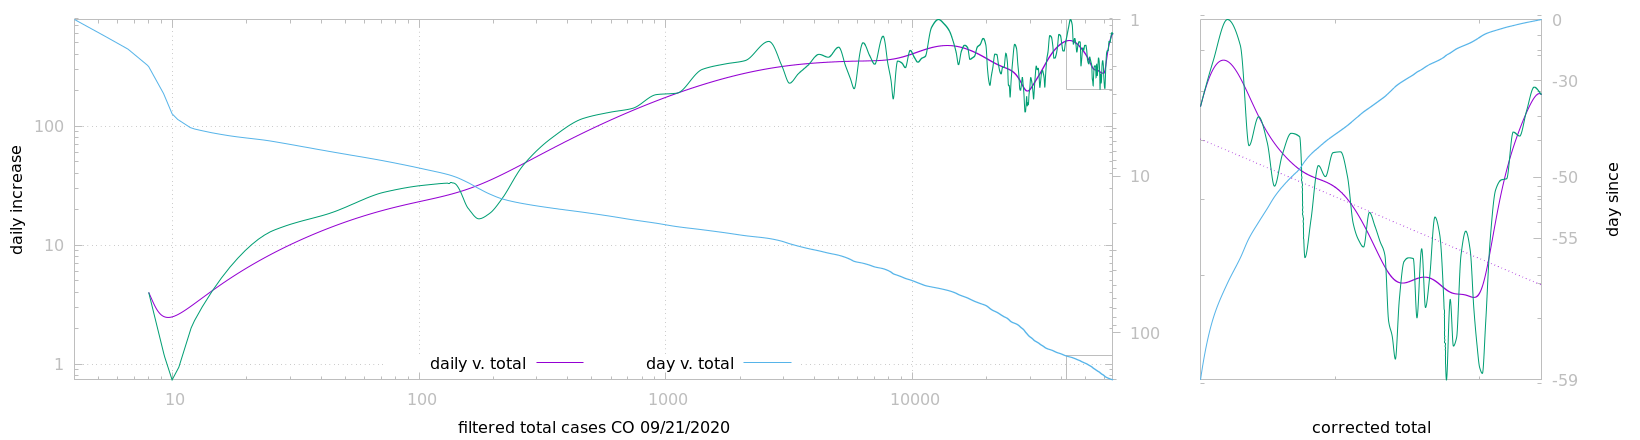 1
0
100
10
1
daily increase
1
10
100
-30
-50
-55
-59
day since
daily v. total
day v. total
10
100
1000
10000
filtered total cases CO 09/21/2020
corrected total